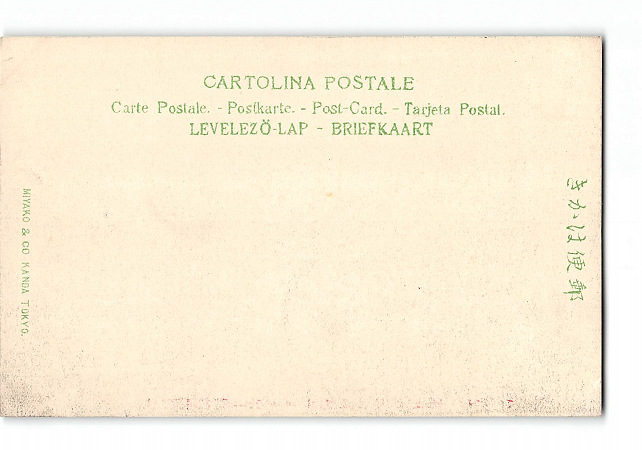 CARTOLINA POSTALE
Carte Postale. - Postkarte. - Post-Card. - Tarjeta Postal.
LEVELEZŐ-LAP - BRIEFKAART
MIYAKO & CO KANDA TOKYO.
きかは便郵